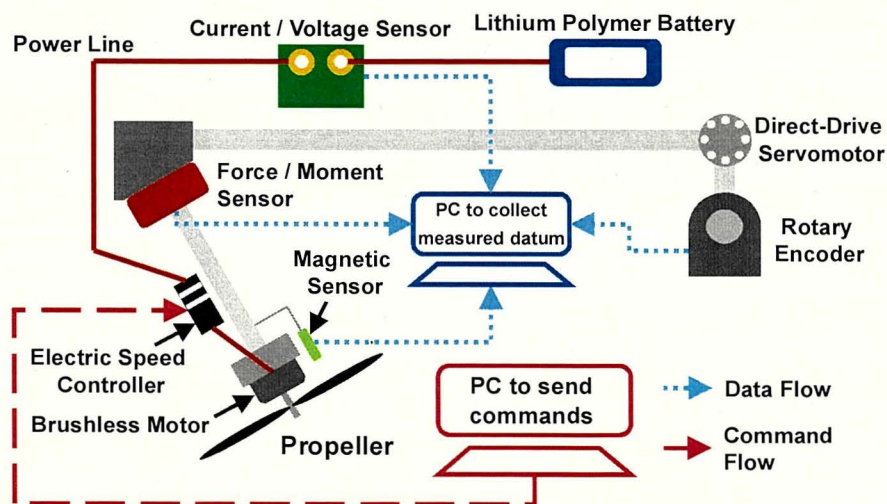 Power Line
Current / Voltage Sensor
Lithium Polymer Battery
Direct-Drive
Servomotor
Force / Moment
Sensor
PC to collect
measured datum
Rotary
Encoder
Magnetic
Sensor
Electric Speed
Controller
Brushless Motor
Propeller
PC to send
commands
Data Flow
Command
Flow